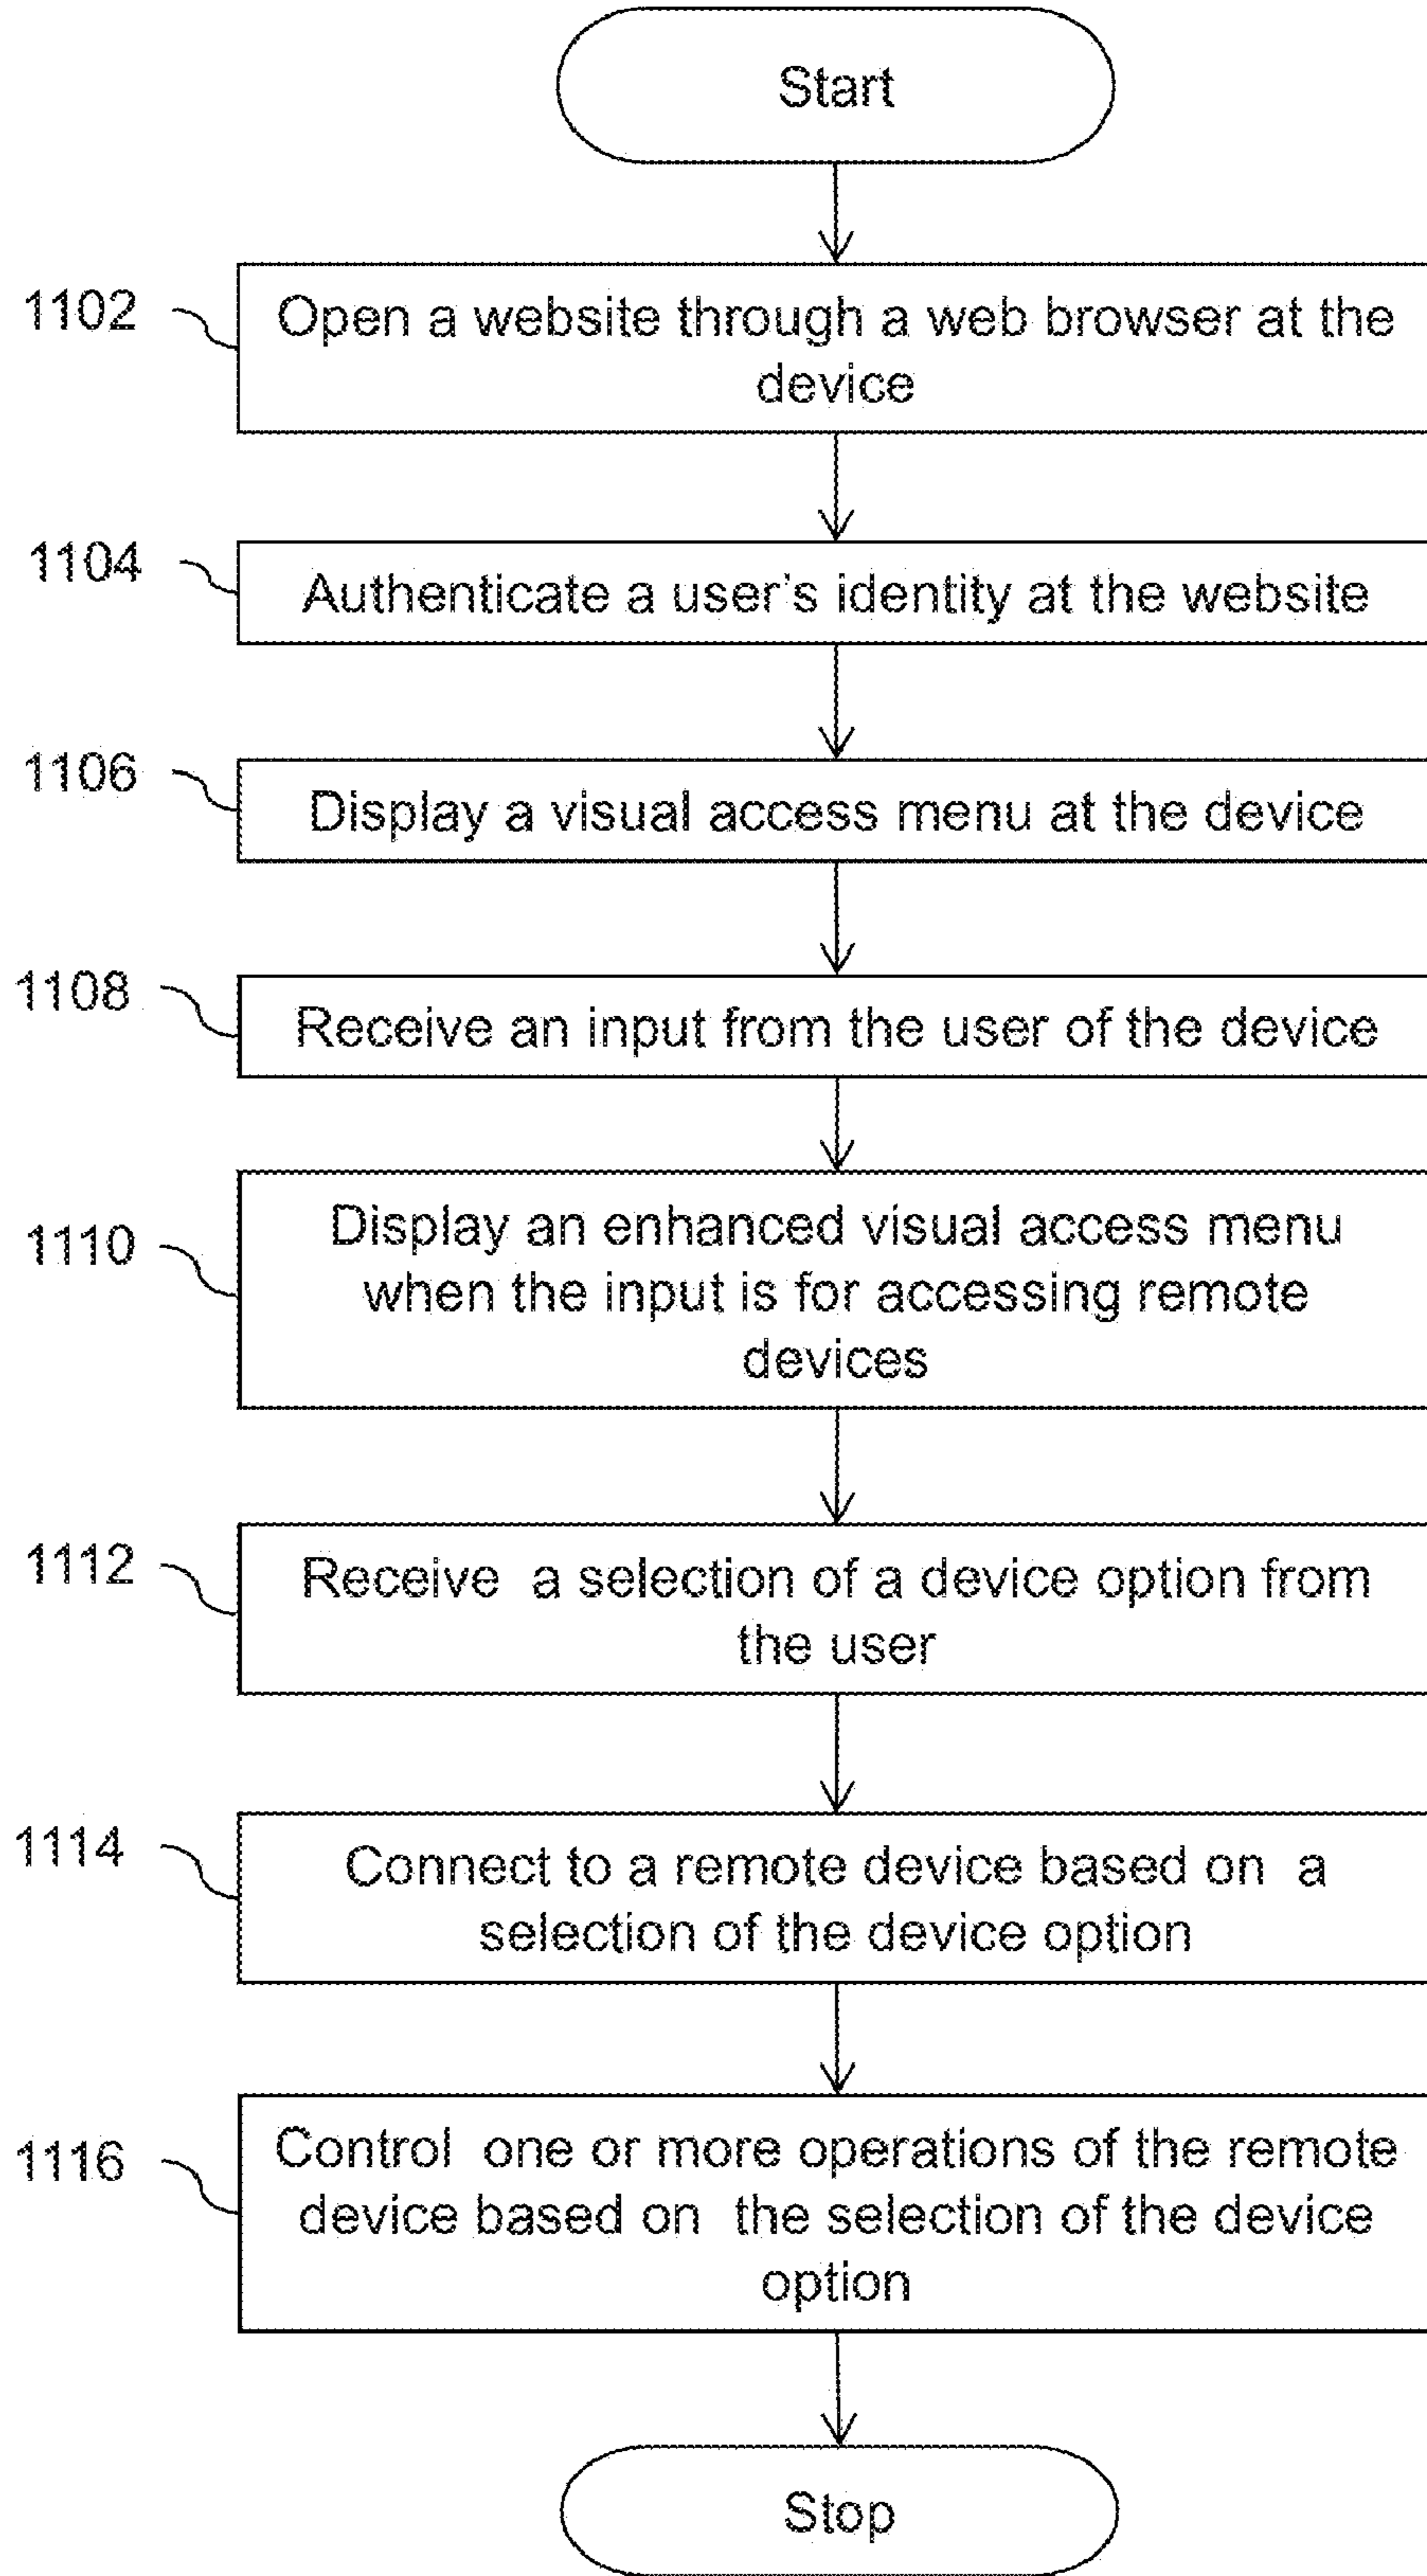 Start
1102
Open a website through a web browser at the
device
1104
Authenticate a user's identity at the website
1106
Display a visual access menu at the device
1108
Receive an input from the user of the device
1110
Display an enhanced visual access menu
when the input is for accessing remote
devices
1112
Receive a selection of a device option from
the user
1114
Connect to a remote device based on a
selection of the device option
1116
Control one or more operations of the remote
device based on the selection of the device
option
Stop